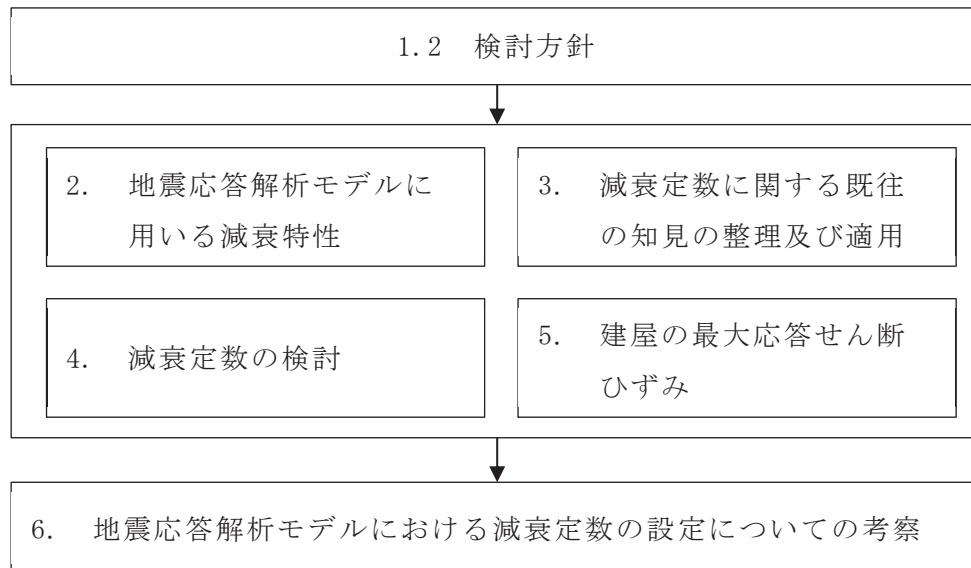 1.2 検討方針
2. 地震応答解析モデルに
用いる減衰特性
3. 減衰定数に関する既往
の知見の整理及び適用
4. 減衰定数の検討
5. 建屋の最大応答せん断
ひずみ
6. 地震応答解析モデルにおける減衰定数の設定についての考察